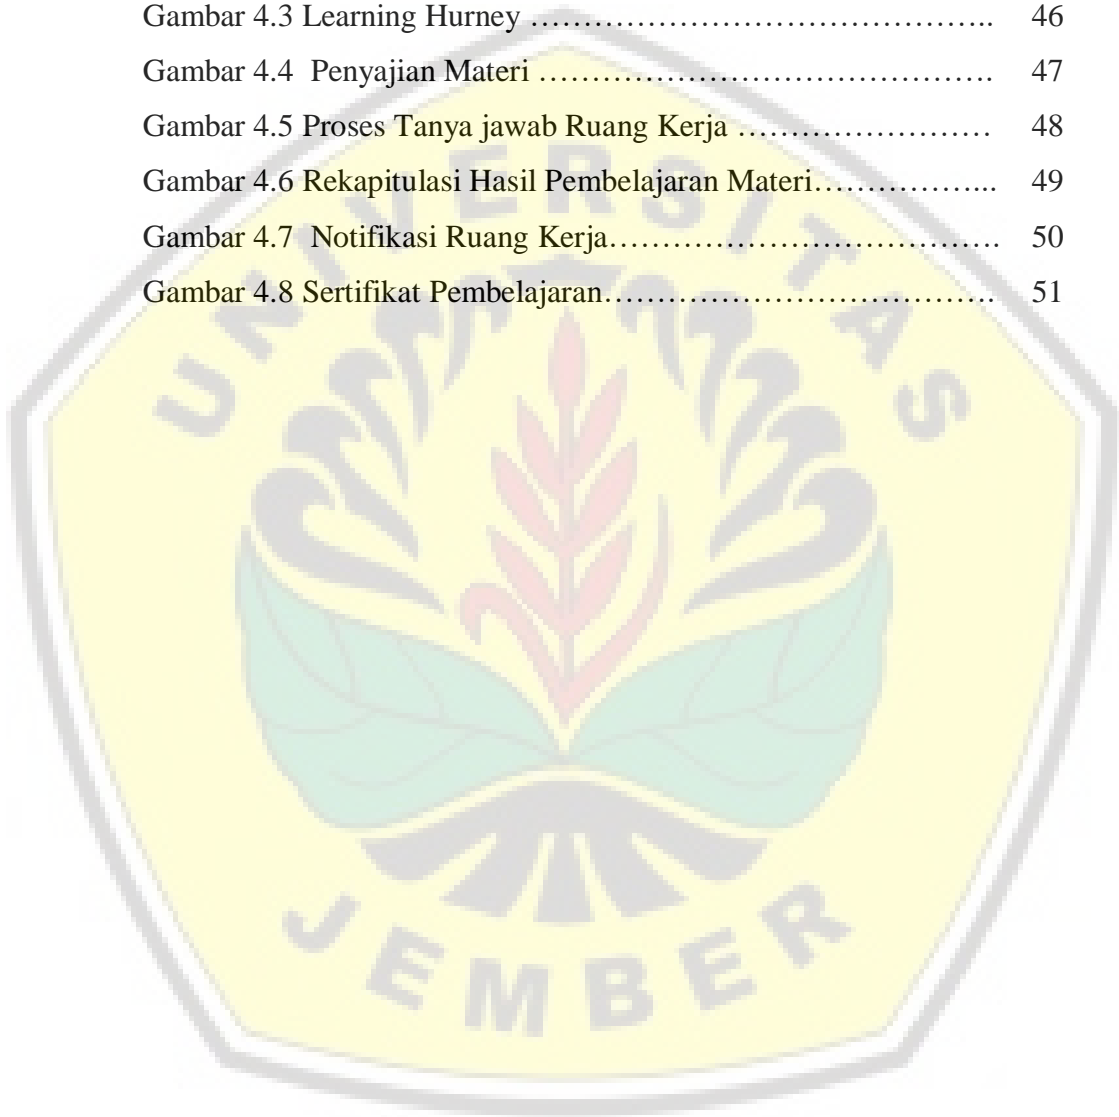 Gambar 4.3 Learning Hurney ……………………………………….. 46
Gambar 4.4  Penyajian Materi ……………………………………. 47
Gambar 4.5 Proses Tanya jawab Ruang Kerja …………………… 48
Gambar 4.6 Rekapitulasi Hasil Pembelajaran Materi……………... 49
Gambar 4.7  Notifikasi Ruang Kerja………………………………. 50
Gambar 4.8 Sertifikat Pembelajaran………………………………. 51
UNIVERSITAS
JEMBER